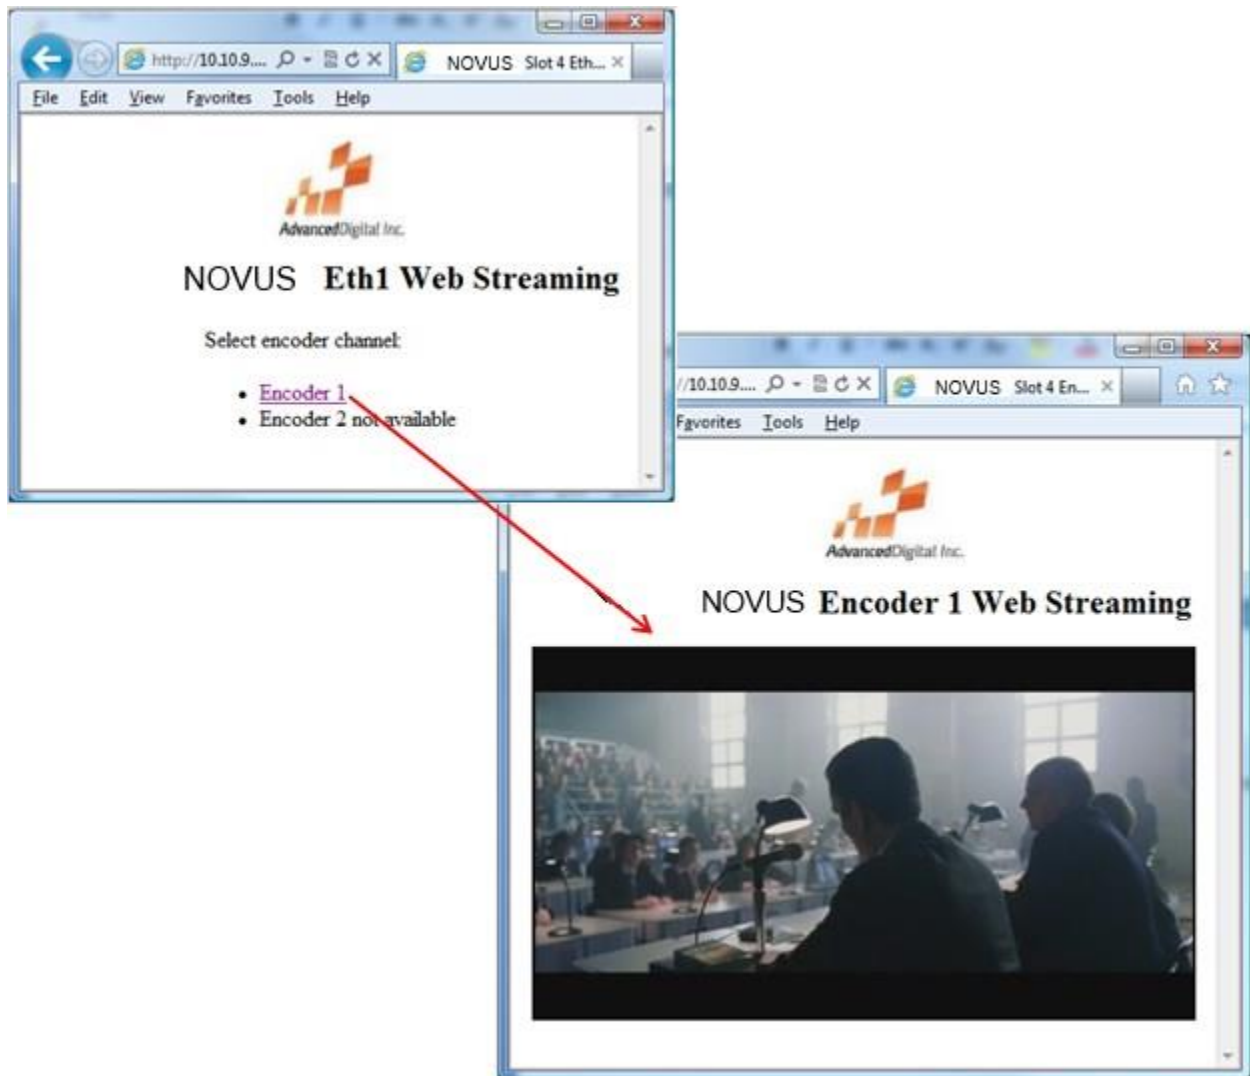 http://10.10.9.... NOVUS Slot 4 Eth...
File Edit View Favorites Tools Help
AdvancedDigital Inc.
NOVUS Eth1 Web Streaming
Select encoder channel:
• Encoder 1
• Encoder 2 not available
//10.10.9.... NOVUS Slot 4 En...
Favorites Tools Help
AdvancedDigital Inc.
NOVUS Encoder 1 Web Streaming